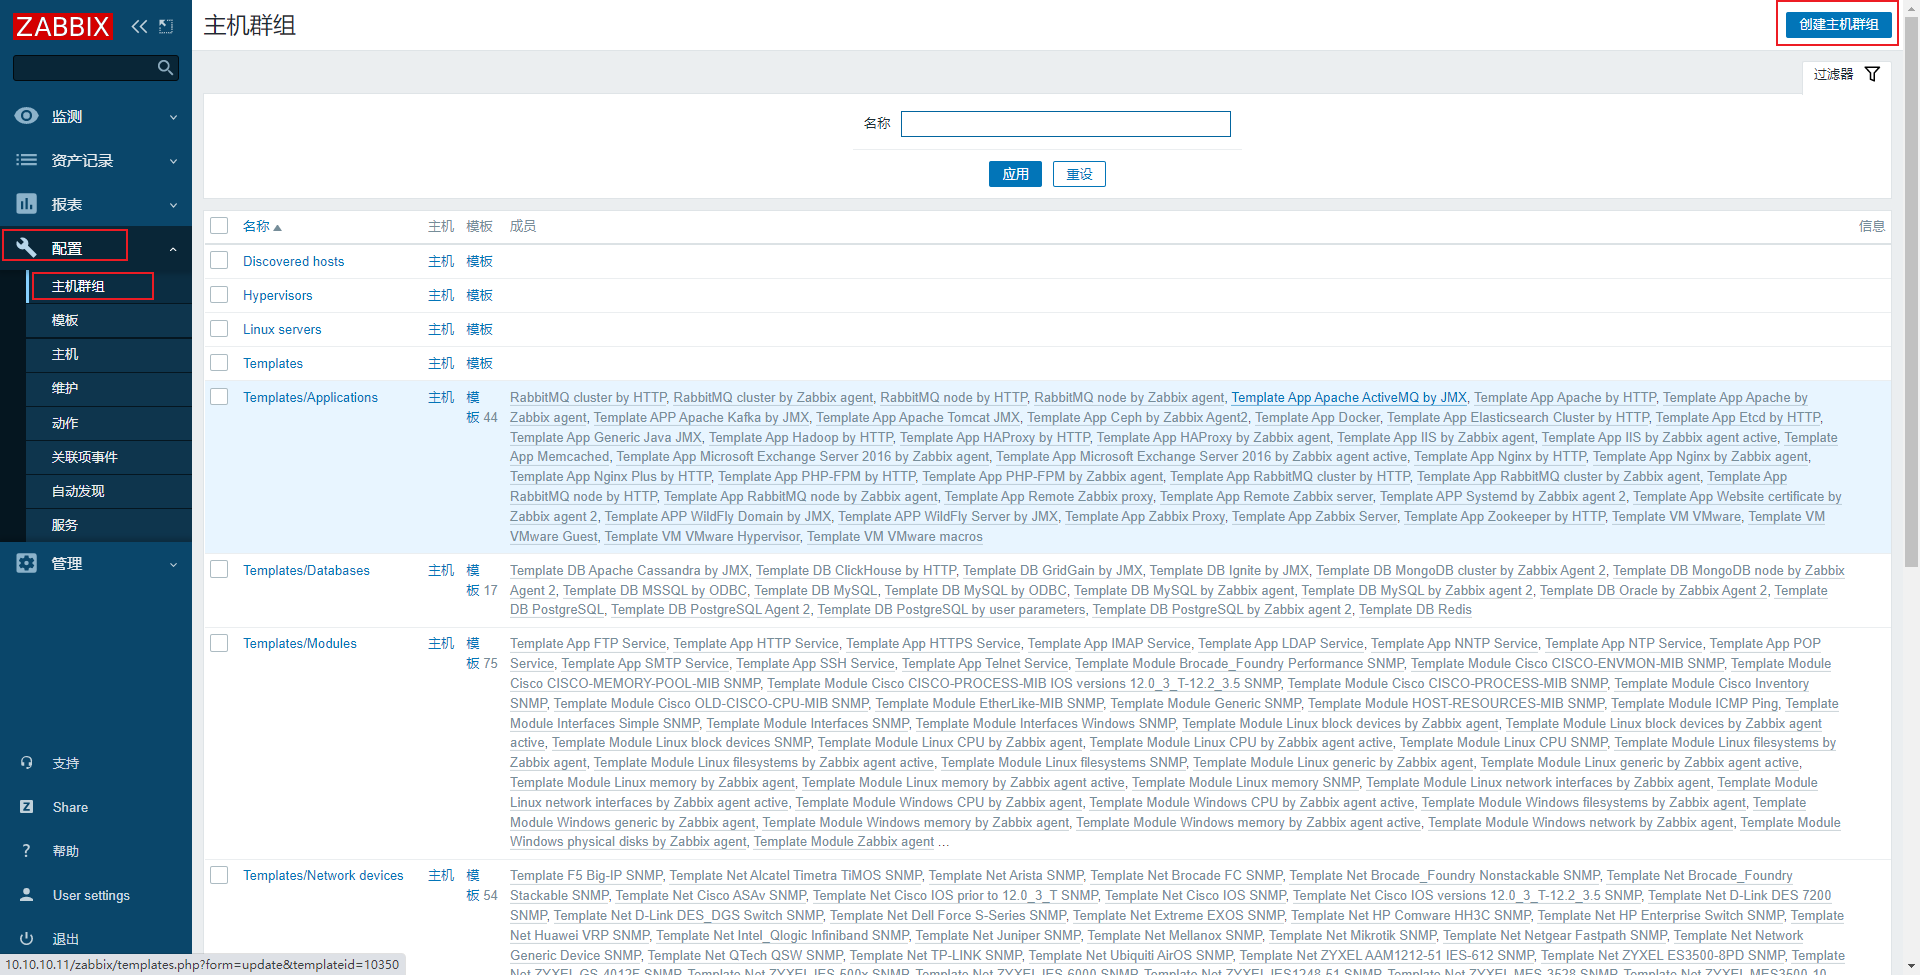 ZABBIX
监测
资产记录
报表
配置
主机群组
模板
主机
维护
动作
关联项事件
自动发现
服务
管理
支持
Share
帮助
User settings
退出
主机群组
创建主机群组
过滤器
名称
应用 重设
名称 主机 模板 成员 信息
Discovered hosts 主机 模板
Hypervisors 主机 模板
Linux servers 主机 模板
Templates 主机 模板
Templates/Applications 主机 模板 44
RabbitMQ cluster by HTTP, RabbitMQ cluster by Zabbix agent, RabbitMQ node by HTTP, RabbitMQ node by Zabbix agent, Template App Apache ActiveMQ by JMX, Template App Apache by HTTP, Template App Apache by
Zabbix agent, Template APP Apache Kafka by JMX, Template App Apache Tomcat JMX, Template App Ceph by Zabbix Agent2, Template App Docker, Template App Elasticsearch Cluster by HTTP, Template App Etcd by HTTP,
Template App Generic Java JMX, Template App Hadoop by HTTP, Template App HAProxy by HTTP, Template App HAProxy by Zabbix agent, Template App IIS by Zabbix agent, Template App IIS by Zabbix agent active, Template
App Memcached, Template App Microsoft Exchange Server 2016 by Zabbix agent, Template App Microsoft Exchange Server 2016 by Zabbix agent active, Template App Nginx by HTTP, Template App Nginx by Zabbix agent,
Template App Nginx Plus by HTTP, Template App PHP-FPM by HTTP, Template App PHP-FPM by Zabbix agent, Template App RabbitMQ cluster by HTTP, Template App RabbitMQ cluster by Zabbix agent, Template App
RabbitMQ node by HTTP, Template App RabbitMQ node by Zabbix agent, Template App Remote Zabbix proxy, Template App Remote Zabbix server, Template APP Systemd by Zabbix agent 2, Template App Website certificate by
Zabbix agent 2, Template APP WildFly Domain by JMX, Template APP WildFly Server by JMX, Template App Zabbix Proxy, Template App Zabbix Server, Template App Zookeeper by HTTP, Template VM VMware, Template VM
VMware Guest, Template VM VMware Hypervisor, Template VM VMware macros
Templates/Databases 主机 模板 17
Template DB Apache Cassandra by JMX, Template DB ClickHouse by HTTP, Template DB GridGain by JMX, Template DB Ignite by JMX, Template DB MongoDB cluster by Zabbix Agent 2, Template DB MongoDB node by Zabbix
Agent 2, Template DB MSSQL by ODBC, Template DB MySQL, Template DB MySQL by ODBC, Template DB MySQL by Zabbix agent, Template DB MySQL by Zabbix agent 2, Template DB Oracle by Zabbix Agent 2, Template
DB PostgreSQL, Template DB PostgreSQL Agent 2, Template DB PostgreSQL by user parameters, Template DB PostgreSQL by Zabbix agent 2, Template DB Redis
Templates/Modules 主机 模板 75
Template App FTP Service, Template App HTTP Service, Template App HTTPS Service, Template App IMAP Service, Template App LDAP Service, Template App NNTP Service, Template App NTP Service, Template App POP
Service, Template App SMTP Service, Template App SSH Service, Template App Telnet Service, Template Module Brocade_Foundry Performance SNMP, Template Module Cisco CISCO-ENVMON-MIB SNMP, Template Module
Cisco CISCO-MEMORY-POOL-MIB SNMP, Template Module Cisco CISCO-PROCESS-MIB IOS versions 12.0_3_T-12.2_3.5 SNMP, Template Module Cisco CISCO-PROCESS-MIB SNMP, Template Module Cisco Inventory
SNMP, Template Module Cisco OLD-CISCO-CPU-MIB SNMP, Template Module EtherLike-MIB SNMP, Template Module Generic SNMP, Template Module HOST-RESOURCES-MIB SNMP, Template Module ICMP Ping, Template
Module Interfaces Simple SNMP, Template Module Interfaces SNMP, Template Module Interfaces Windows SNMP, Template Module Linux block devices by Zabbix agent, Template Module Linux block devices by Zabbix agent
active, Template Module Linux block devices SNMP, Template Module Linux CPU by Zabbix agent, Template Module Linux CPU by Zabbix agent active, Template Module Linux CPU SNMP, Template Module Linux filesystems by
Zabbix agent, Template Module Linux filesystems by Zabbix agent active, Template Module Linux filesystems SNMP, Template Module Linux generic by Zabbix agent, Template Module Linux generic by Zabbix agent active,
Template Module Linux memory by Zabbix agent, Template Module Linux memory by Zabbix agent active, Template Module Linux memory SNMP, Template Module Linux network interfaces by Zabbix agent, Template Module
Linux network interfaces by Zabbix agent active, Template Module Windows CPU by Zabbix agent, Template Module Windows CPU by Zabbix agent active, Template Module Windows filesystems by Zabbix agent, Template
Module Windows generic by Zabbix agent, Template Module Windows memory by Zabbix agent, Template Module Windows memory by Zabbix agent active, Template Module Windows network by Zabbix agent, Template Module
Windows physical disks by Zabbix agent, Template Module Zabbix agent …
Templates/Network devices 主机 模板 54
Template F5 Big-IP SNMP, Template Net Alcatel Timetra TiMOS SNMP, Template Net Arista SNMP, Template Net Brocade FC SNMP, Template Net Brocade_Foundry Nonstackable SNMP, Template Net Brocade_Foundry
Stackable SNMP, Template Net Cisco ASAv SNMP, Template Net Cisco IOS prior to 12.0_3_T SNMP, Template Net Cisco IOS SNMP, Template Net Cisco IOS versions 12.0_3_T-12.2_3.5 SNMP, Template Net D-Link DES 7200
SNMP, Template Net D-Link DES_DGS Switch SNMP, Template Net Dell Force S-Series SNMP, Template Net Extreme EXOS SNMP, Template Net HP Comware HH3C SNMP, Template Net HP Enterprise Switch SNMP, Template
Net Huawei VRP SNMP, Template Net Intel_Qlogic Infiniband SNMP, Template Net Juniper SNMP, Template Net Mellanox SNMP, Template Net Mikrotik SNMP, Template Net Netgear Fastpath SNMP, Template Net Network
Generic Device SNMP, Template Net QTech QSW SNMP, Template Net TP-LINK SNMP, Template Net Ubiquiti AirOS SNMP, Template Net ZYXEL AAM1212-51 IES-612 SNMP, Template Net ZYXEL ES3500-8PD SNMP, Template
Net ZYXEL GS-4012F SNMP, Template Net ZYXEL IES-500x SNMP, Template Net ZYXEL IES-6000 SNMP, Template Net ZYXEL IES1248-51 SNMP, Template Net ZYXEL MES-3528 SNMP, Template Net ZYXEL MES3500-10
10.10.10.11/zabbix/templates.php?form=update&templateid=10350